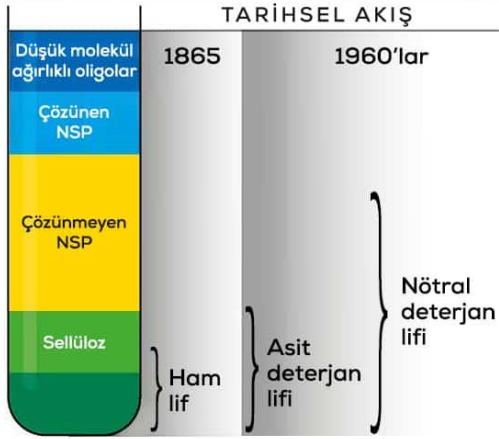 TARİHSEL AKIŞ
Düşük molekül
ağırlıklı oligolar
1865
1960'lar
Çözünen
NSP
Çözünmeyen
NSP
Sellüloz
Ham
lif
Asit
deterjan
lifi
Nötral
deterjan
lifi